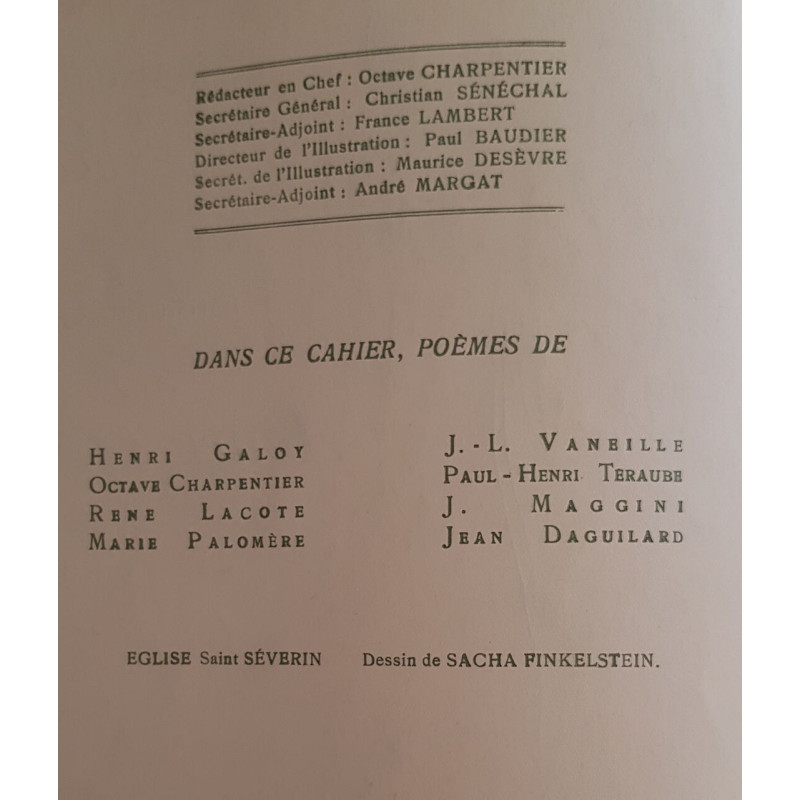 Rédacteur en Chef : Octave CHARPENTIER
Secrétaire Général : Christian SÉNÉCHAL
Secrétaire-Adjoint : France LAMBERT
Directeur de l'Illustration : Paul BAUDIER
Secrét. de l'Illustration : Maurice DESÈVRE
Secrétaire-Adjoint : André MARGAT
DANS CE CAHIER, POÈMES DE
HENRI GALOY
OCTAVE CHARPENTIER
RENE LACOTE
MARIE PALOMÈRE
J.-L. VANEILLE
PAUL-HENRI TÉRAUBE
J. MAGGINI
JEAN DAGUILARD
EGLISE Saint SÉVERIN Dessin de SACHA FINKELSTEIN.